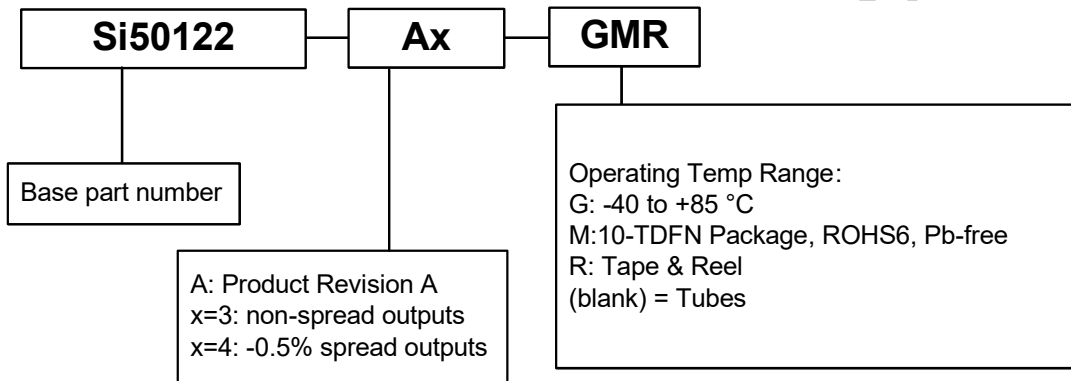 Si50122
Ax
GMR
Base part number
A: Product Revision A
x=3: non-spread outputs
x=4: -0.5% spread outputs
Operating Temp Range:
G: -40 to +85 °C
M:10-TDFN Package, ROHS6, Pb-free
R: Tape & Reel
(blank) = Tubes